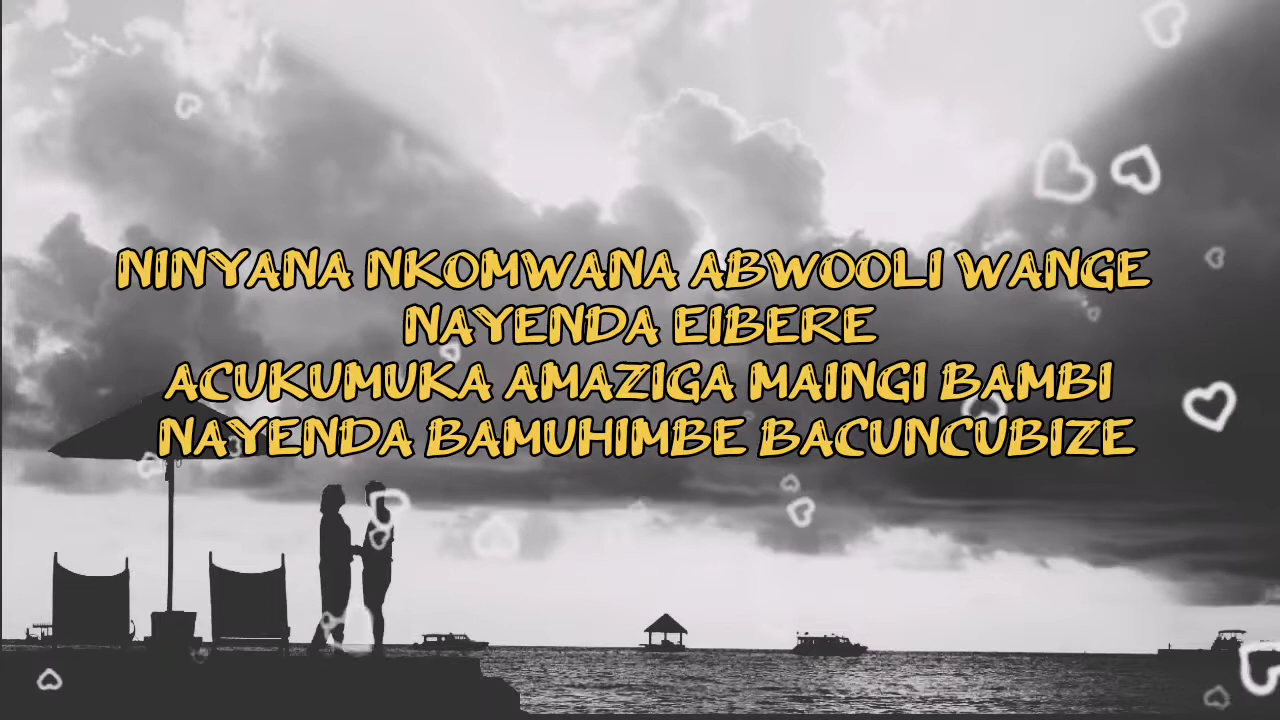 NINYANA NKOMWANA ABWOOLI WANGE
NAYENDA EIBERE
ACUKUMUKA AMAZIGA MAINGI BAMBI
NAYENDA BAMUHIMBE BACUNCUBIZE